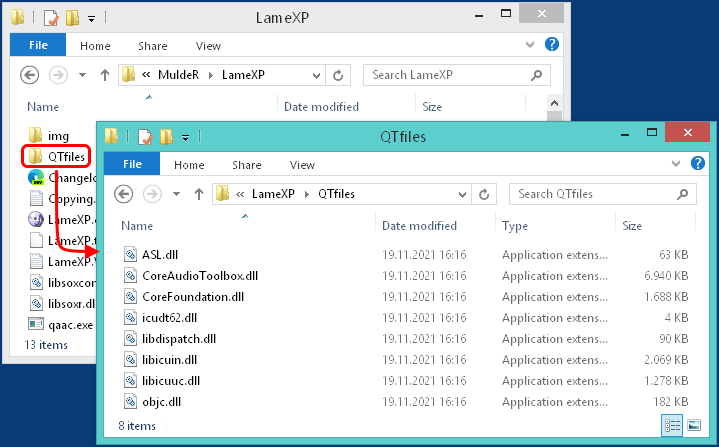 LameXP
File Home Share View
« MuldeR LameXP Search LameXP
Name Date modified Size
img
QTfiles
Copying.
LameXP.
LameXP.
LameXP.
libsoxr.dl
qaac.exe
13 items
QTfiles
File Home Share View
« LameXP QTfiles Search QTfiles
Name Date modified Type Size
ASL.dll 19.11.2021 16:16 Application extens... 63 KB
CoreAudioToolbox.dll 19.11.2021 16:16 Application extens... 6.940 KB
CoreFoundation.dll 19.11.2021 16:16 Application extens... 1.688 KB
icudt62.dll 19.11.2021 16:16 Application extens... 4 KB
libdispatch.dll 19.11.2021 16:16 Application extens... 90 KB
libicuin.dll 19.11.2021 16:16 Application extens... 2.069 KB
libicuuc.dll 19.11.2021 16:16 Application extens... 1.278 KB
objc.dll 19.11.2021 16:16 Application extens... 182 KB
8 items